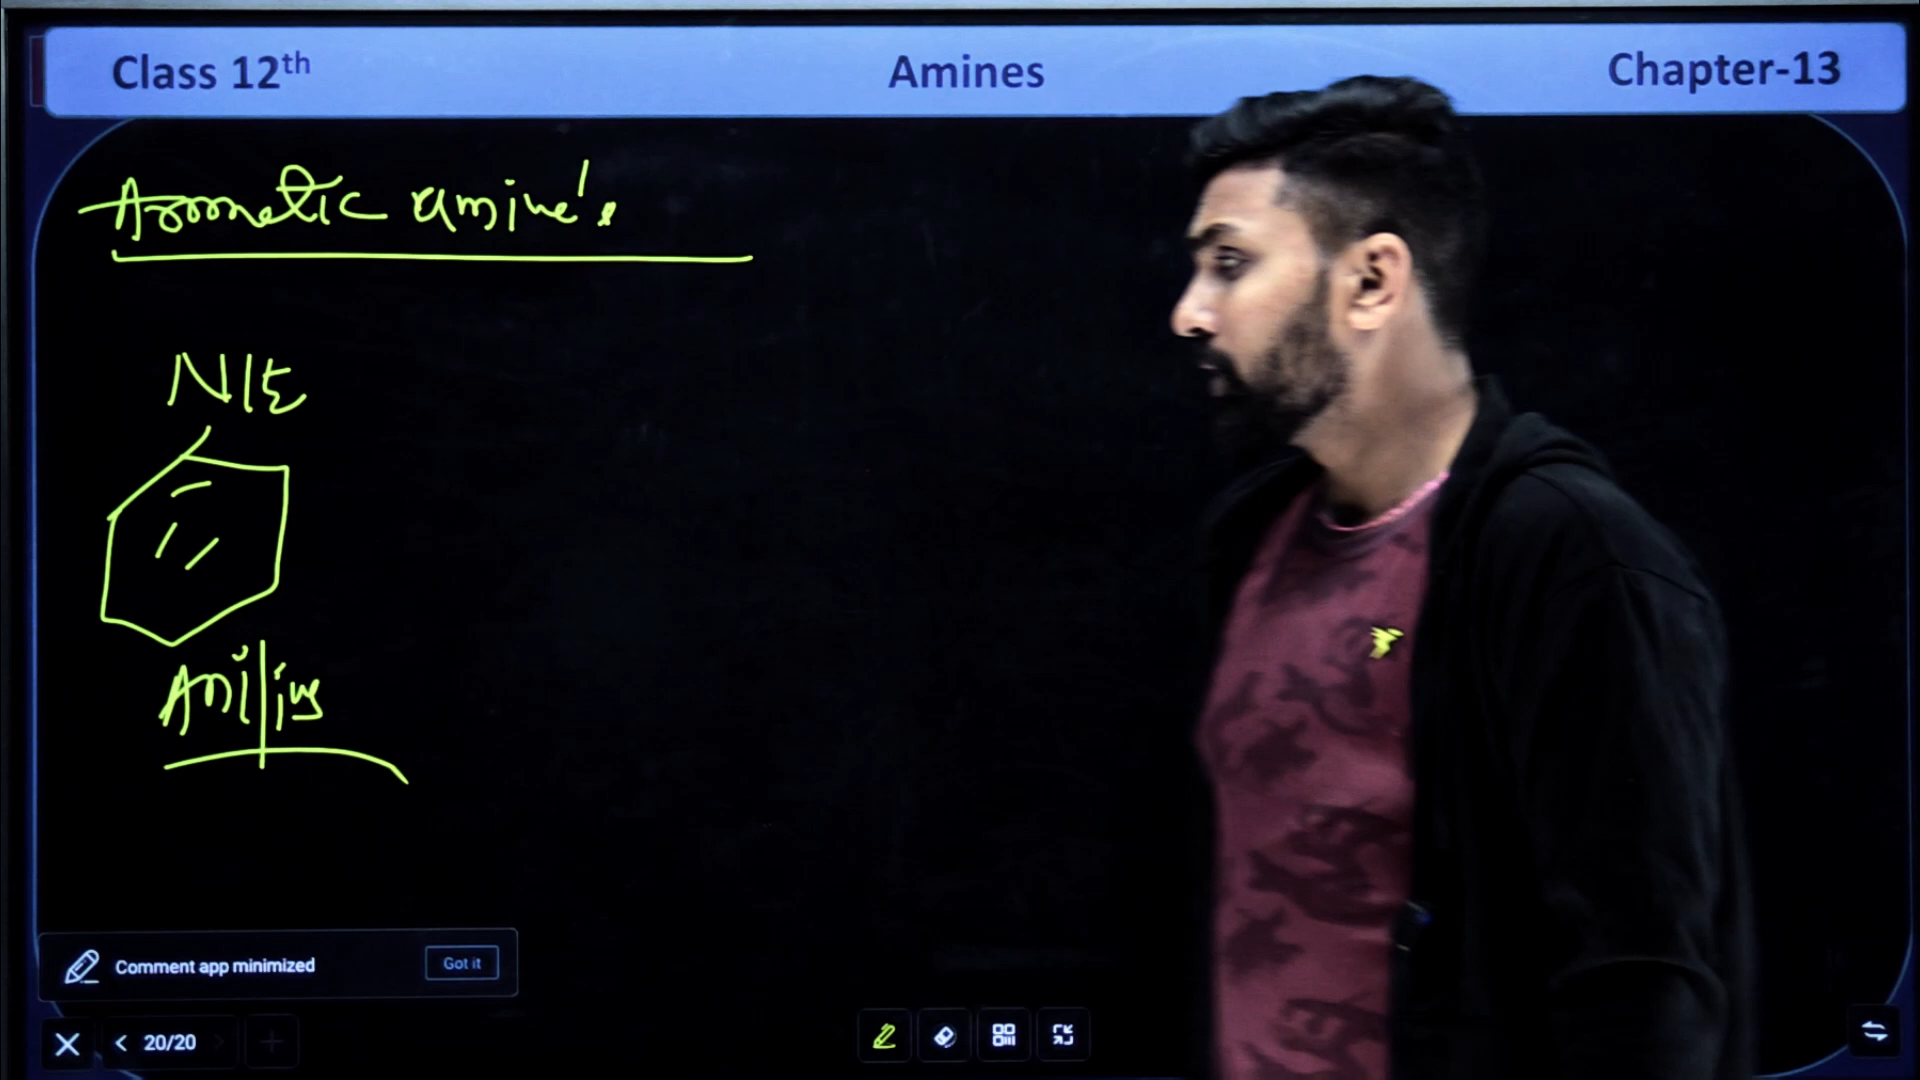 Class 12th Amines Chapter-13
Aromatic amine's
NH2
Aniline
Comment app minimized Got it
20/20